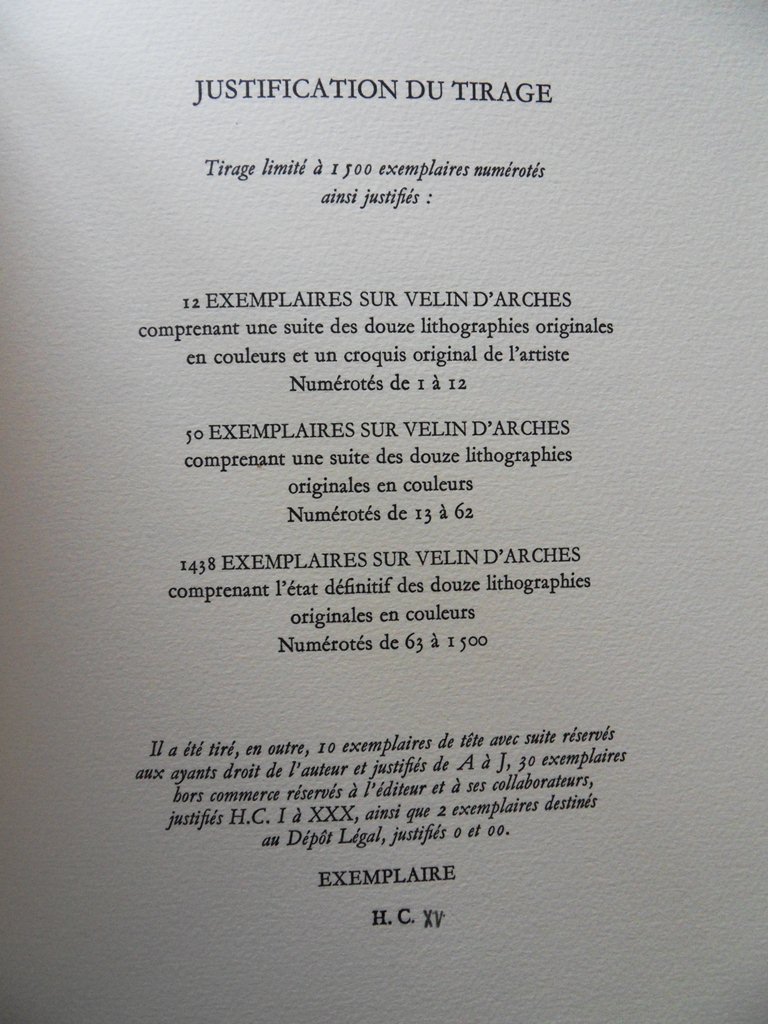 JUSTIFICATION DU TIRAGE
Tirage limité à 1500 exemplaires numérotés
ainsi justifiés :
12 EXEMPLAIRES SUR VELIN D'ARCHES
comprenant une suite des douze lithographies originales
en couleurs et un croquis original de l'artiste
Numérotés de 1 à 12
50 EXEMPLAIRES SUR VELIN D'ARCHES
comprenant une suite des douze lithographies
originales en couleurs
Numérotés de 13 à 62
1438 EXEMPLAIRES SUR VELIN D'ARCHES
comprenant l'état définitif des douze lithographies
originales en couleurs
Numérotés de 63 à 1500
Il a été tiré, en outre, 10 exemplaires de tête avec suite réservés
aux ayants droit de l'auteur et justifiés de A à J, 30 exemplaires
hors commerce réservés à l'éditeur et à ses collaborateurs,
justifiés H.C. I à XXX, ainsi que 2 exemplaires destinés
au Dépôt Légal, justifiés 0 et 00.
EXEMPLAIRE
H. C. XV